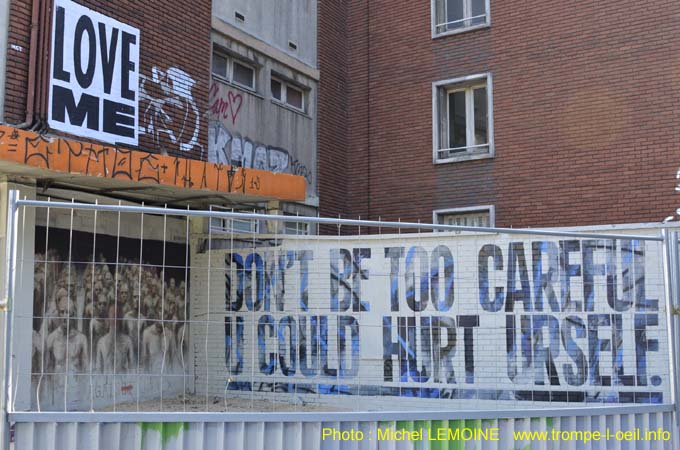 LOVE
ME
DON'T BE TOO CAREFUL
U COULD HURT URSELF.
Photo : Michel LEMOINE www.trompe-l-oeil.info